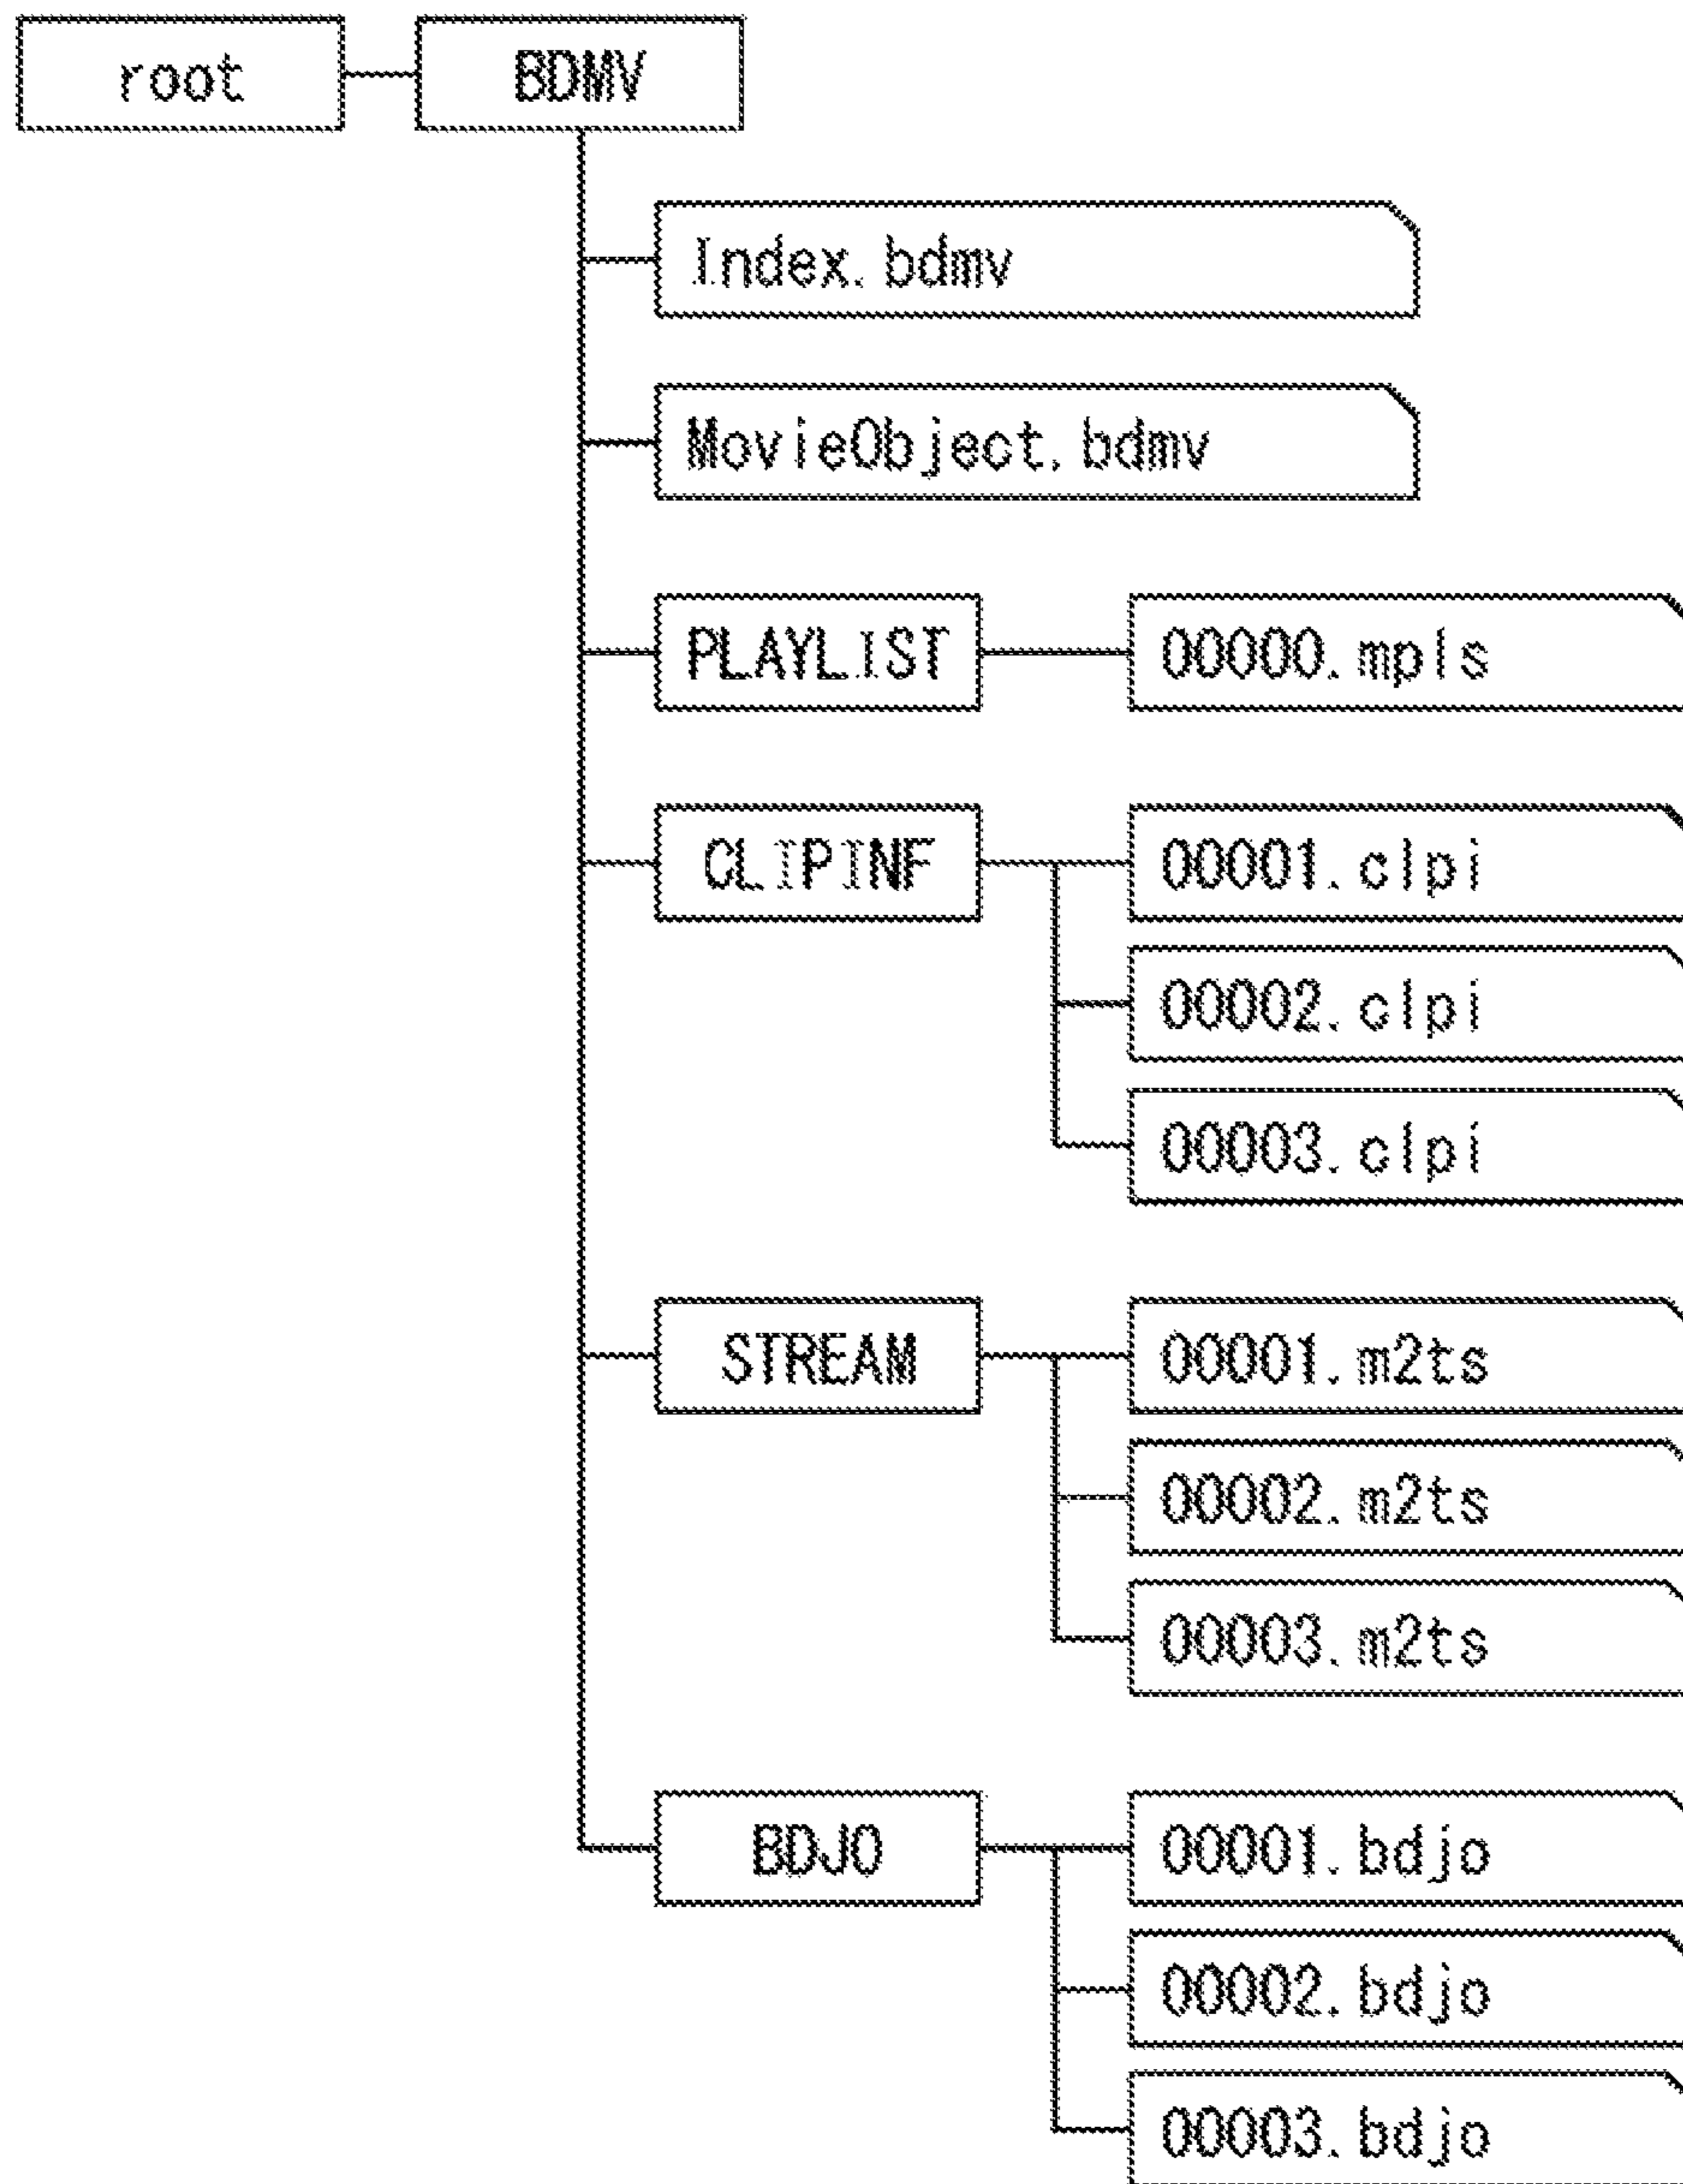 root BDMV
Index.bdmv
MovieObject.bdmv
PLAYLIST 00000.mpls
CLIPINF 00001.clpi
00002.clpi
00003.clpi
STREAM 00001.m2ts
00002.m2ts
00003.m2ts
BDJO 00001.bdjo
00002.bdjo
00003.bdjo